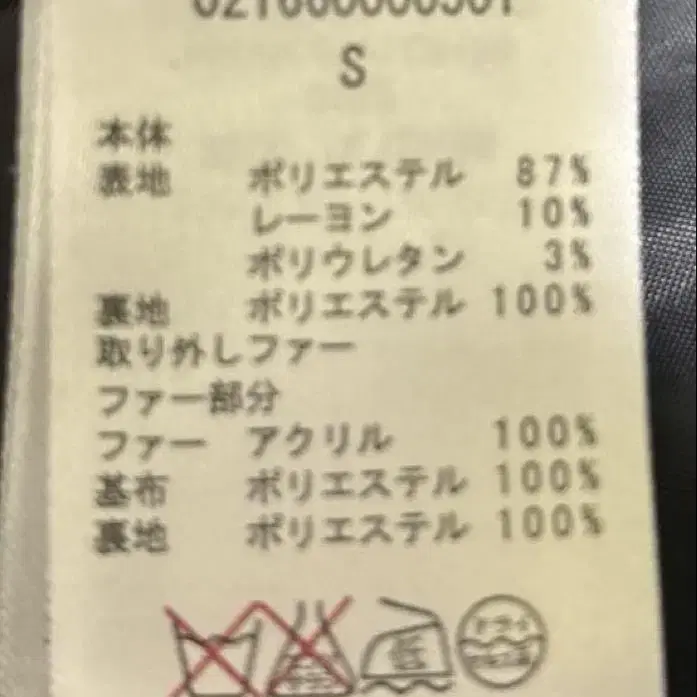 S
本体
表地 ポリエステル 87%
レーヨン 10%
ポリウレタン 3%
裏地 ポリエステル 100%
取り外しファー
ファー部分
ファー アクリル 100%
基布 ポリエステル 100%
裏地 ポリエステル 100%